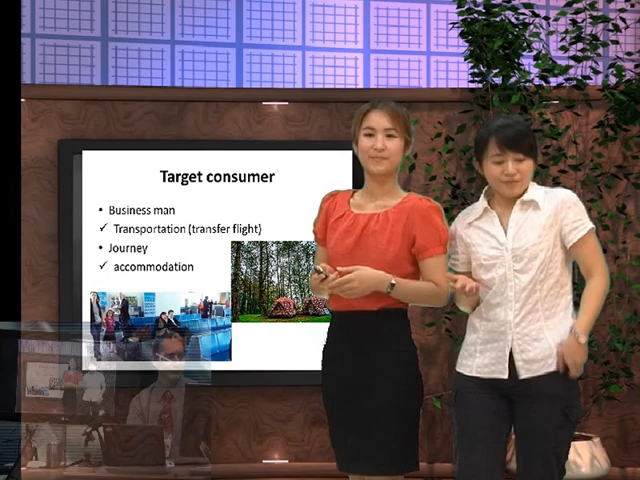 Target consumer
• Business man
✓ Transportation (transfer flight)
• Journey
✓ accommodation